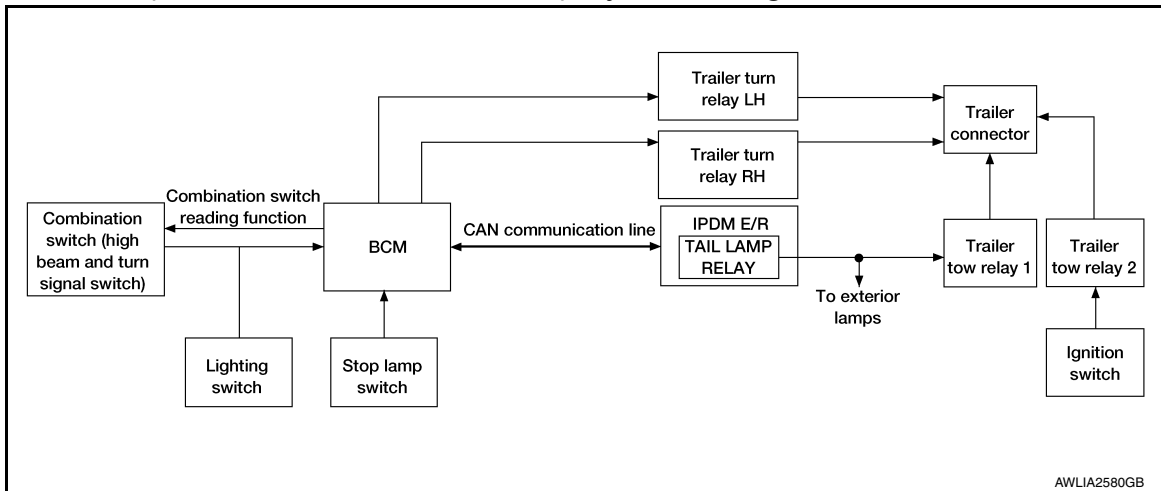 Trailer turn
relay LH
Trailer
connector
Trailer turn
relay RH
Combination switch
reading function
Combination
switch (high
beam and turn
signal switch)
BCM
CAN communication line
IPDM E/R
TAIL LAMP
RELAY
Trailer
tow relay 1
Trailer
tow relay 2
To exterior
lamps
Lighting
switch
Stop lamp
switch
Ignition
switch
AWLIA2580GB